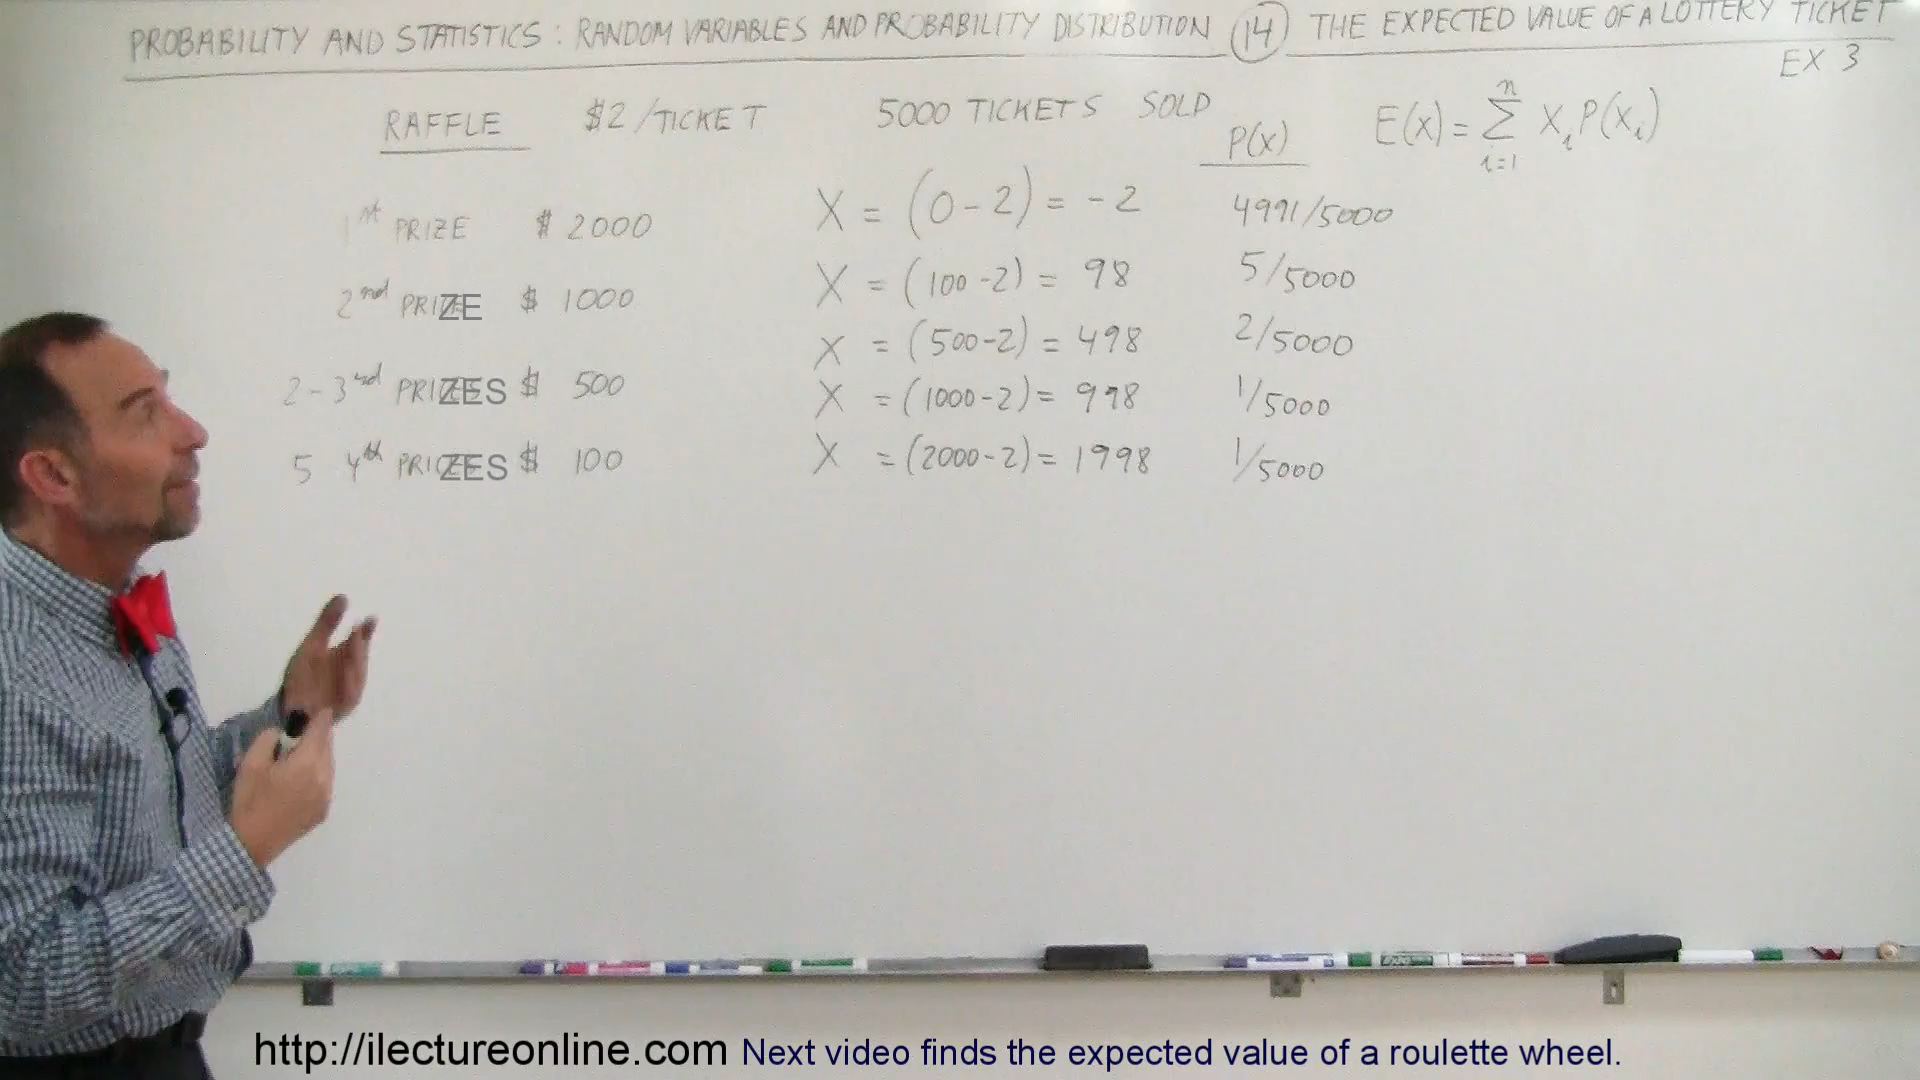 PROBABILITY AND STATISTICS: RANDOM VARIABLES AND PROBABILITY DISTRIBUTION 14 THE EXPECTED VALUE OF A LOTTERY TICKET
EX 3
RAFFLE $2/TICKET 5000 TICKETS SOLD
P(x)
E(x) = n Σ i=1 Xi P(Xi)
1st PRIZE $ 2000
2nd PRIZE $ 1000
2-3rd PRIZES $ 500
5 4th PRIZES $ 100
X = (0-2) = -2 4991/5000
X = (100-2) = 98 5/5000
X = (500-2) = 498 2/5000
X = (1000-2) = 998 1/5000
X = (2000-2) = 1998 1/5000
http://ilectureonline.com Next video finds the expected value of a roulette wheel.